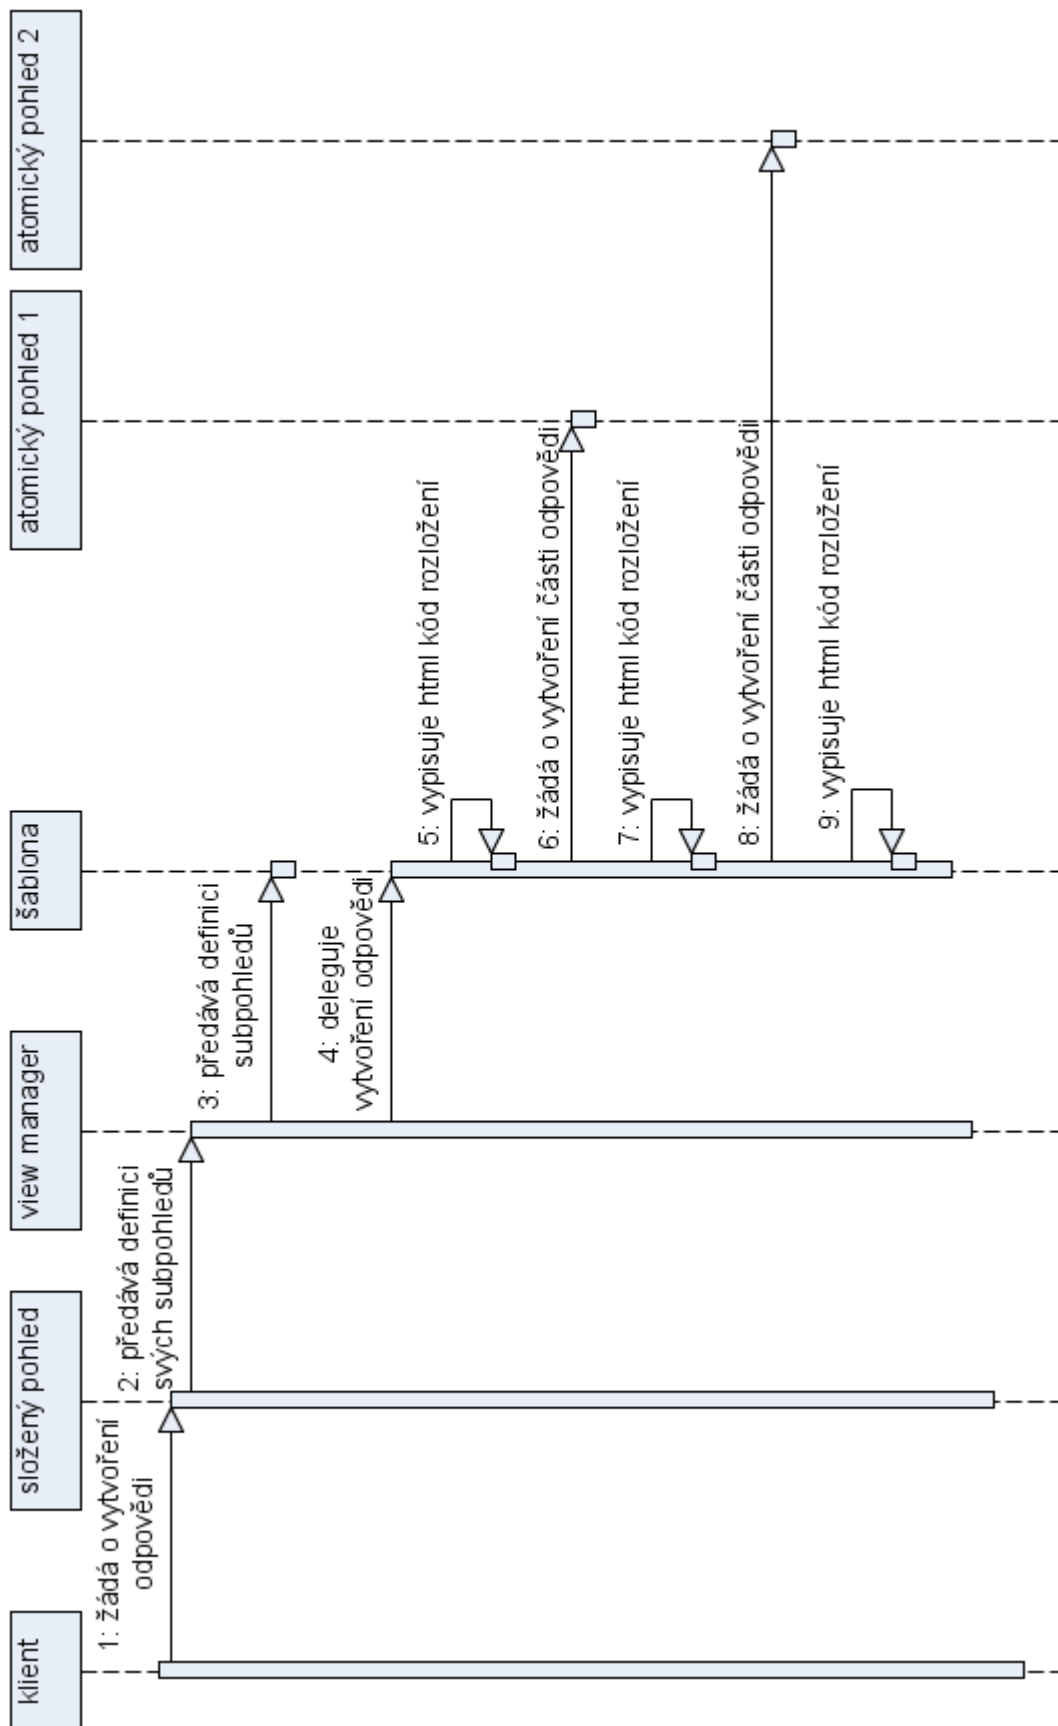 klient
složený pohled
view manager
šablona
atomický pohled 1
atomický pohled 2
1: žádá o vytvoření
odpovědi
2: předává definici
svých subpohledů
3: předává definici
subpohledů
4: deleguje
vytvoření odpovědi
5: vypisuje html kód rozložení
6: žádá o vytvoření části odpovědi
7: vypisuje html kód rozložení
8: žádá o vytvoření části odpovědi
9: vypisuje html kód rozložení